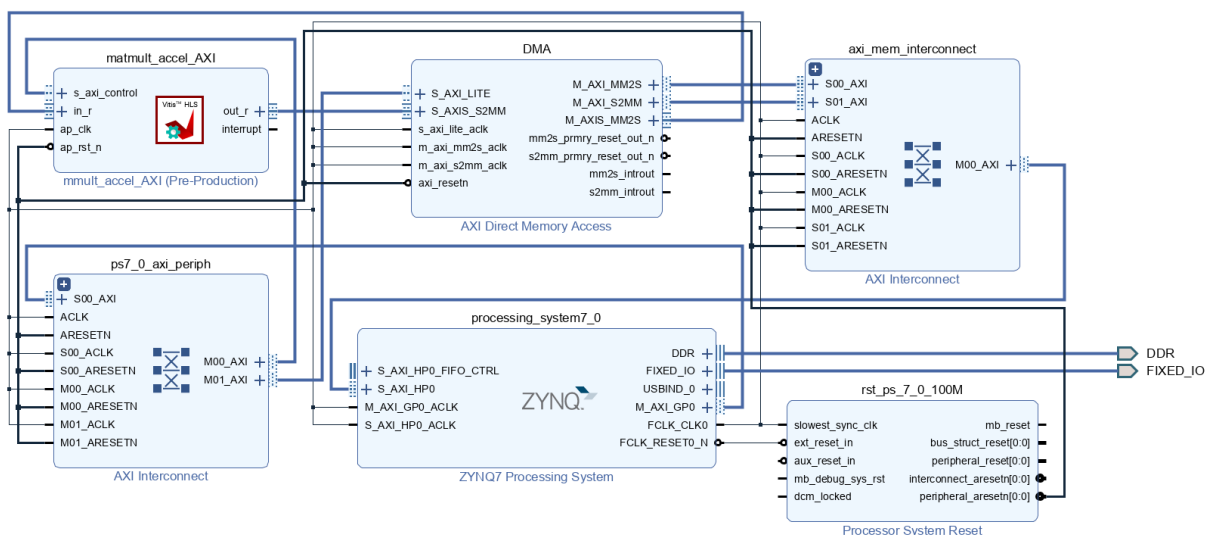 matmult_accel_AXI
s_axi_control
in_r
ap_clk
ap_rst_n
Vitis™ HLS
out_r
interrupt
mmult_accel_AXI (Pre-Production)
DMA
S_AXI_LITE
S_AXIS_S2MM
s_axi_lite_aclk
m_axi_mm2s_aclk
m_axi_s2mm_aclk
axi_resetn
M_AXI_MM2S
M_AXI_S2MM
M_AXIS_MM2S
mm2s_prmry_reset_out_n
s2mm_prmry_reset_out_n
mm2s_introut
s2mm_introut
AXI Direct Memory Access
axi_mem_interconnect
S00_AXI
S01_AXI
ACLK
ARESETN
S00_ACLK
S00_ARESETN
M00_ACLK
M00_ARESETN
S01_ACLK
S01_ARESETN
M00_AXI
AXI Interconnect
ps7_0_axi_periph
S00_AXI
ACLK
ARESETN
S00_ACLK
S00_ARESETN
M00_ACLK
M00_ARESETN
M01_ACLK
M01_ARESETN
M00_AXI
M01_AXI
AXI Interconnect
processing_system7_0
S_AXI_HP0_FIFO_CTRL
S_AXI_HP0
M_AXI_GP0_ACLK
S_AXI_HP0_ACLK
ZYNQ
DDR
FIXED_IO
USBIND_0
M_AXI_GP0
FCLK_CLK0
FCLK_RESET0_N
ZYNQ7 Processing System
DDR
FIXED_IO
rst_ps_7_0_100M
slowest_sync_clk
ext_reset_in
aux_reset_in
mb_debug_sys_rst
dcm_locked
mb_reset
bus_struct_reset[0:0]
peripheral_reset[0:0]
interconnect_aresetn[0:0]
peripheral_aresetn[0:0]
Processor System Reset